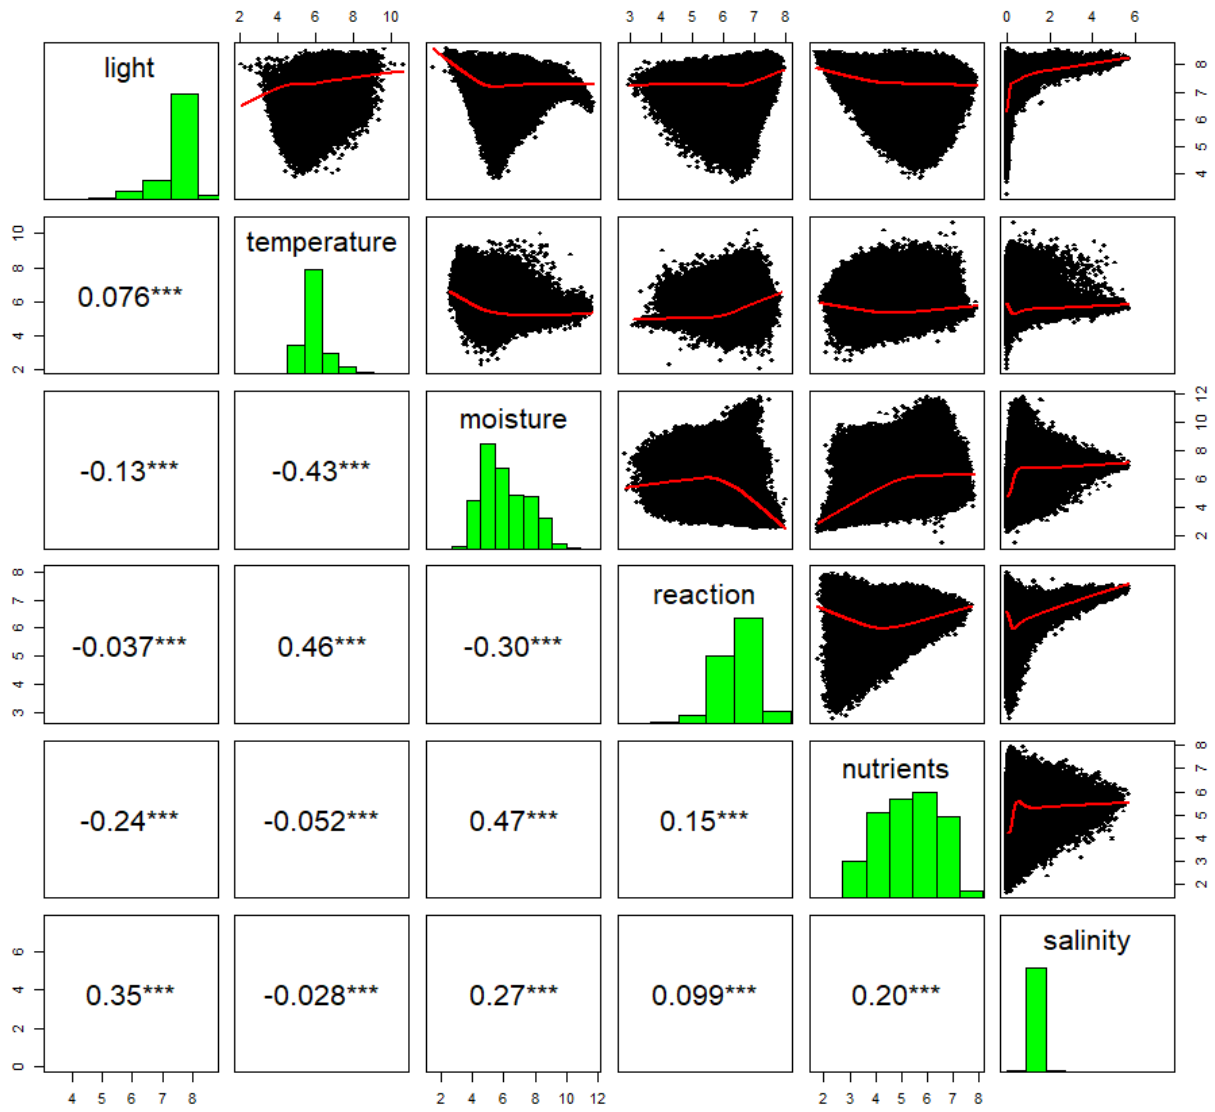 2 4 6 8 10 3 4 5 6 7 8 0 2 4 6
light
4 5 6 7 8
2 4 6 8 10
temperature
0.076***
moisture
-0.13*** -0.43***
2 4 6 8 10 12
3 4 5 6 7 8
reaction
-0.037*** 0.46*** -0.30***
nutrients
-0.24*** -0.052*** 0.47*** 0.15***
2 3 4 5 6 7 8
0 2 4 6
salinity
0.35*** -0.028*** 0.27*** 0.099*** 0.20***
4 5 6 7 8 2 4 6 8 10 12 2 3 4 5 6 7 8